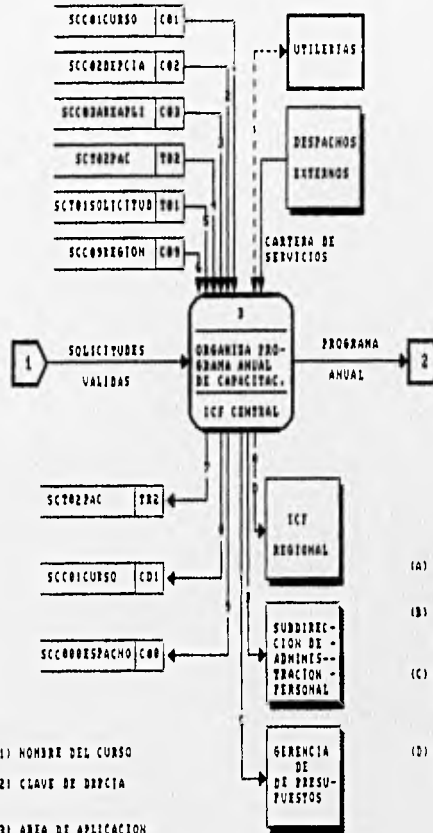 SCC01CURSO C01
SCC02DEPCIA C02
SCC03AREAPLI C03
SCT02PAC T02
SCT01SOLICITUD T01
SCC09REGION C09
UTILERIAS
DESPACHOS
EXTERNOS
CARTERA DE
SERVICIOS
1
SOLICITUDES
VALIDAS
3
ORGANIZA PRO-
GRAMA ANUAL
DE CAPACITAC.
ICF CENTRAL
PROGRAMA
ANUAL
2
SCT02PAC
SCC01CURSO
ICF
REGIONAL
SUBDIREC-
CION DE -
ADMINIS--
TRACION -
PERSONAL
GERENCIA
DE
DE PRESU-
PUESTOS
(A)
(B)
(C)
(D)
1) NOMBRE DEL CURSO
2) CLAVE DE DEPCIA
3) AREA DE APLICACION